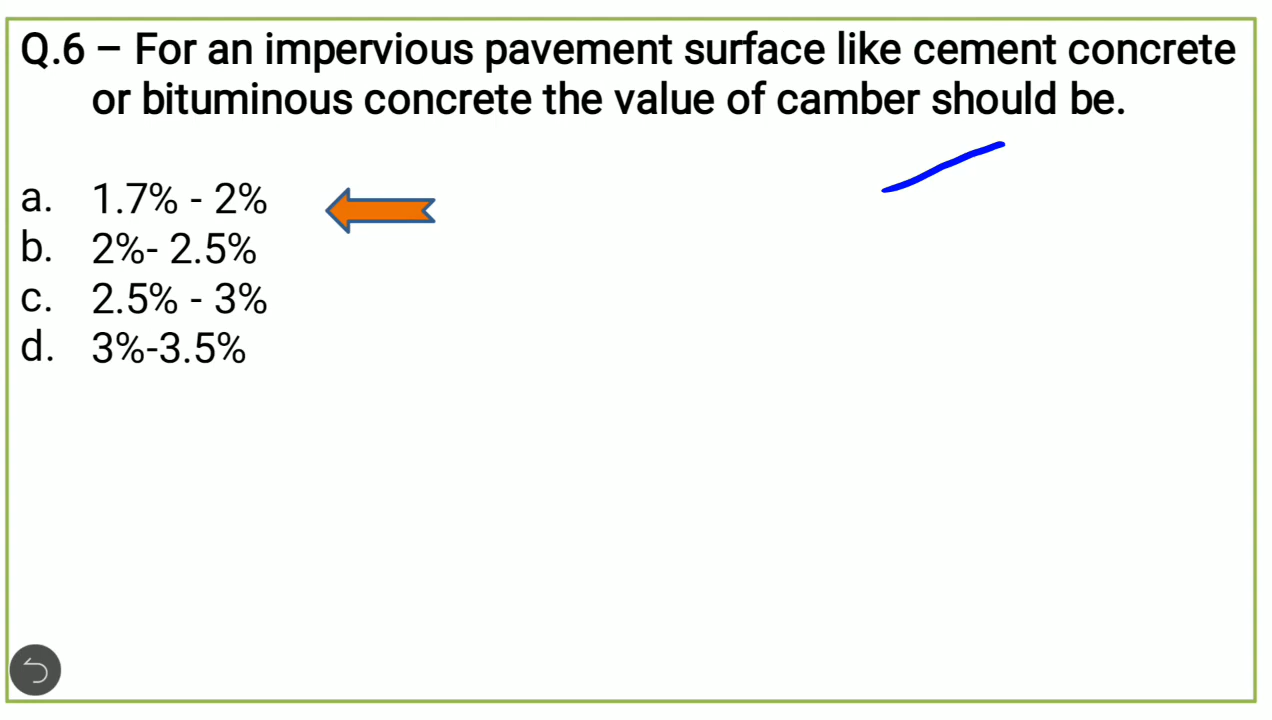 Q.6 – For an impervious pavement surface like cement concrete
or bituminous concrete the value of camber should be.
a. 1.7% - 2%
b. 2%- 2.5%
c. 2.5% - 3%
d. 3%-3.5%